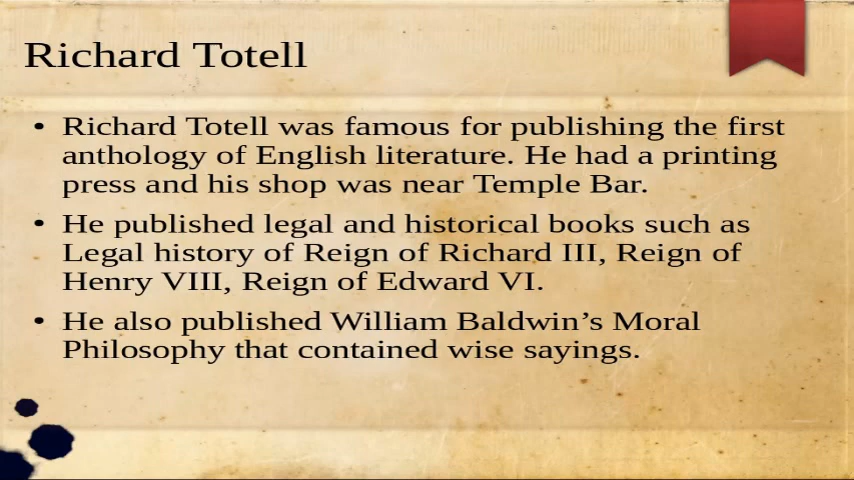 Richard Totell
• Richard Totell was famous for publishing the first
anthology of English literature. He had a printing
press and his shop was near Temple Bar.
• He published legal and historical books such as
Legal history of Reign of Richard III, Reign of
Henry VIII, Reign of Edward VI.
• He also published William Baldwin’s Moral
Philosophy that contained wise sayings.